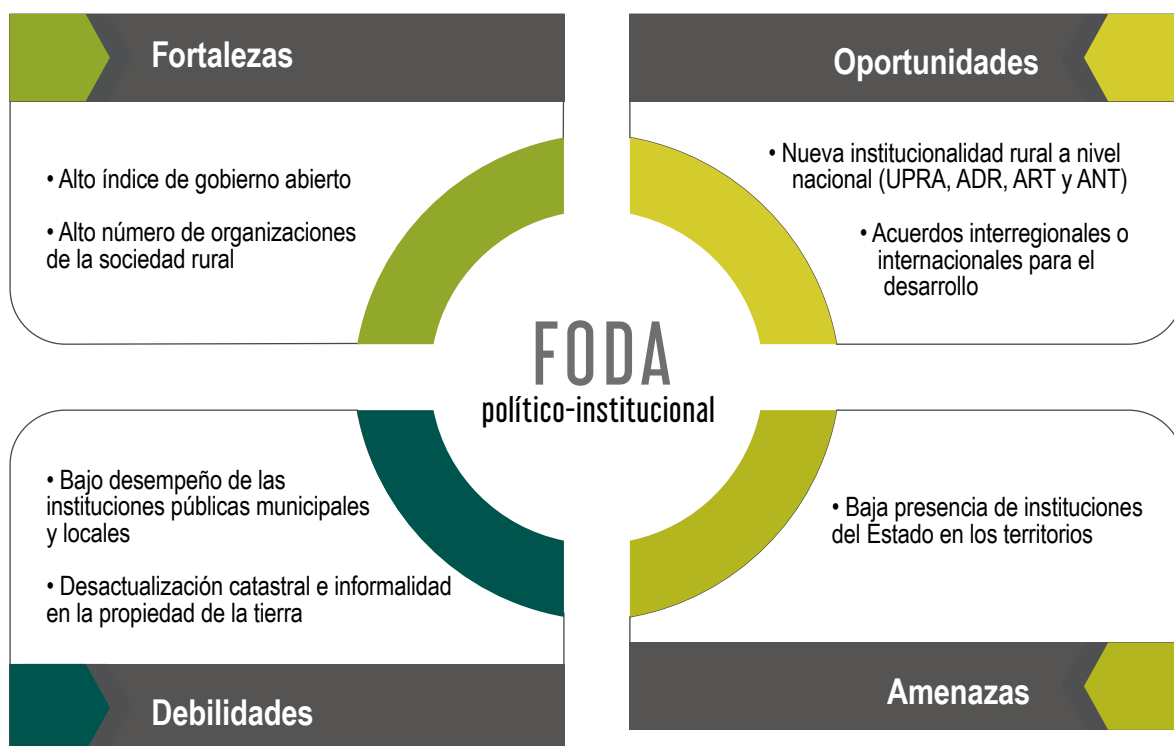 Fortalezas
• Alto índice de gobierno abierto
• Alto número de organizaciones
de la sociedad rural
Oportunidades
• Nueva institucionalidad rural a nivel
nacional (UPRA, ADR, ART y ANT)
• Acuerdos interregionales o
internacionales para el
desarrollo
FODA
político-institucional
• Bajo desempeño de las
instituciones públicas municipales
y locales
• Desactualización catastral e informalidad
en la propiedad de la tierra
Debilidades
• Baja presencia de instituciones
del Estado en los territorios
Amenazas